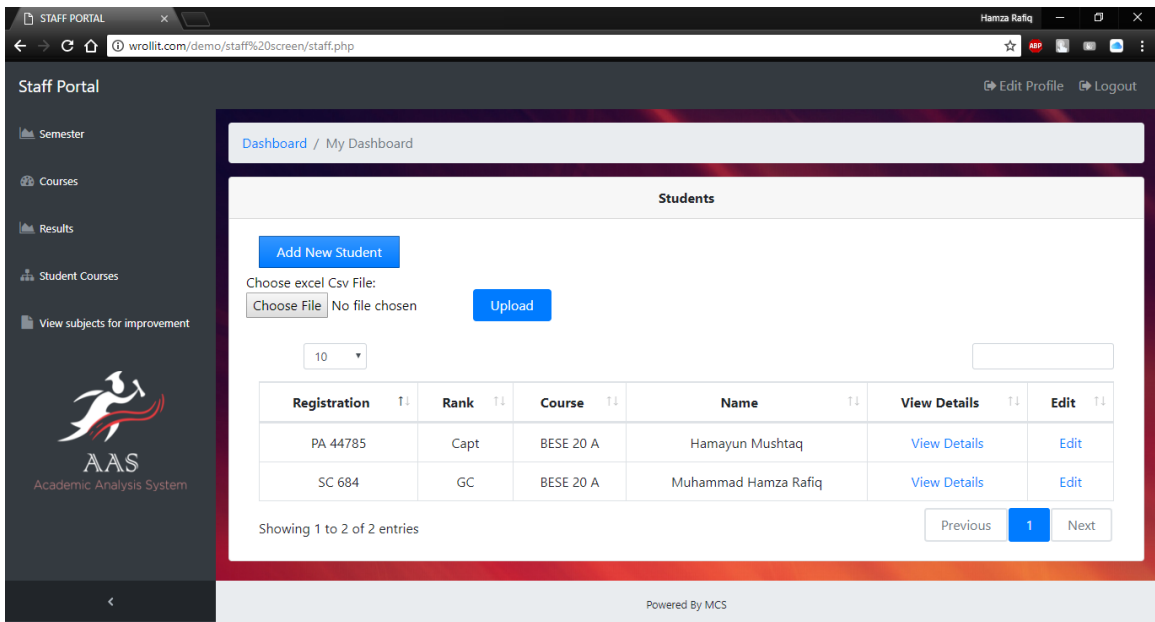 STAFF PORTAL
Hamza Rafiq
wrollit.com/demo/staff%20screen/staff.php
ABP
Staff Portal
Edit Profile
Logout
Semester
Courses
Results
Student Courses
View subjects for improvement
AAS
Academic Analysis System
Dashboard / My Dashboard
Students
Add New Student
Choose excel Csv File:
Choose File No file chosen
Upload
10
Registration Rank Course Name View Details Edit
PA 44785 Capt BESE 20 A Hamayun Mushtaq View Details Edit
SC 684 GC BESE 20 A Muhammad Hamza Rafiq View Details Edit
Showing 1 to 2 of 2 entries
Previous 1 Next
Powered By MCS